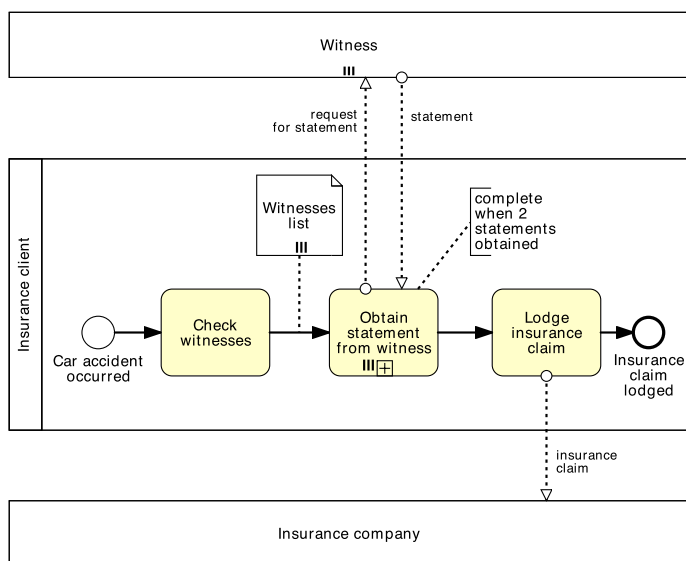 Witness
request
for statement
statement
Insurance client
Witnesses
list
complete
when 2
statements
obtained
Car accident
occurred
Check
witnesses
Obtain
statement
from witness
Lodge
insurance
claim
Insurance
claim
lodged
insurance
claim
Insurance company